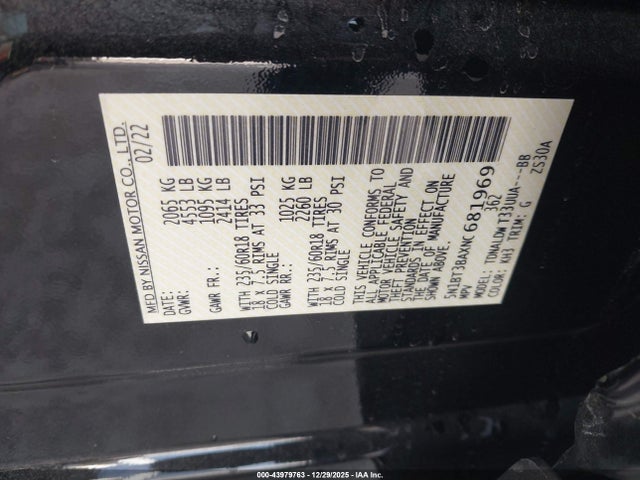 MFD BY NISSAN MOTOR CO., LTD.
DATE: 02/22
GVWR: 2065 KG
4553 LB
GAWR FR.: 1095 KG
2414 LB
WITH 235/60R18 TIRES
18 x 7.5 RIMS AT 33 PSI
COLD SINGLE
GAWR RR: 1025 KG
2260 LB
WITH 235/60R18 TIRES
18 x 7.5 RIMS AT 30 PSI
COLD SINGLE
THIS VEHICLE CONFORMS TO
ALL APPLICABLE FEDERAL
MOTOR VEHICLE SAFETY AND
THEFT PREVENTION
STANDARDS IN EFFECT ON
THE DATE OF MANUFACTURE
SHOWN ABOVE.
5N1BT3BAXNC681969
MPV 362
MODEL: TDNALDWT33UUA---BB
COLOR: KH3 TRIM: G ZS30A
000-43979763 | 12/29/2025 - IAA Inc.